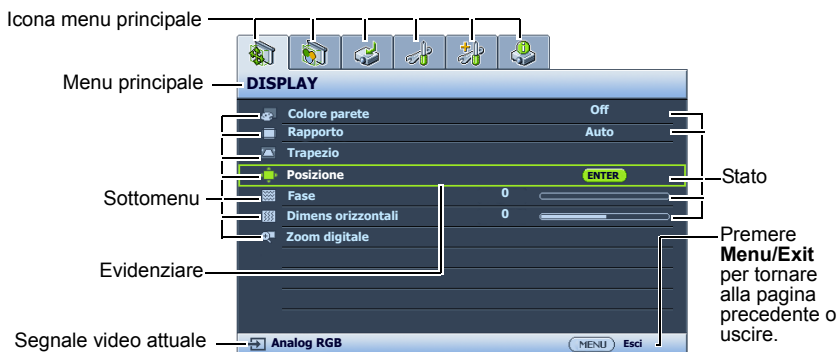 Icona menu principale
Menu principale
DISPLAY
Colore parete Off
Rapporto Auto
Trapezio
Posizione ENTER
Stato
Sottomenu
Fase 0
Dimens orizzontali 0
Zoom digitale
Evidenziare
Premere
Menu/Exit
per tornare
alla pagina
precedente o
uscire.
Segnale video attuale
Analog RGB
MENU Esci